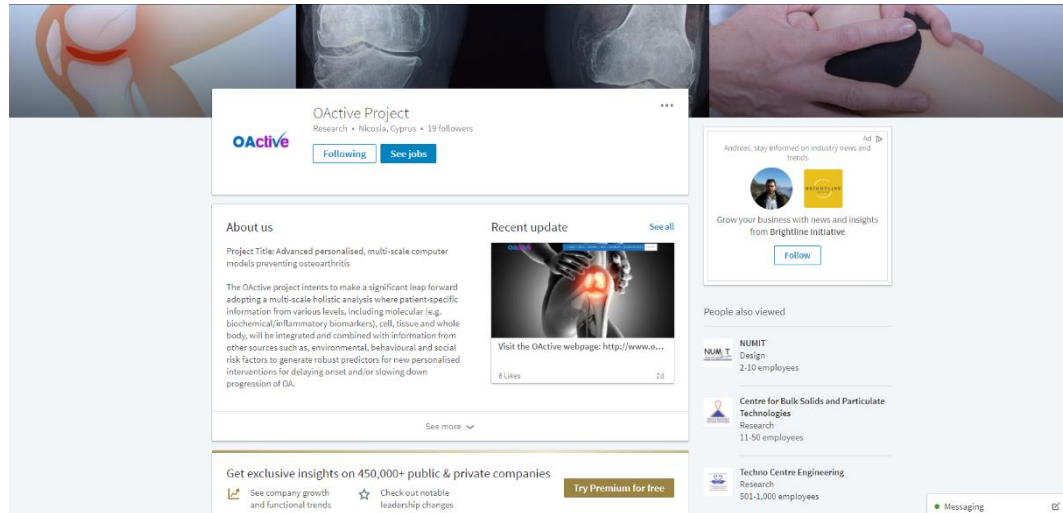 OActive Project
Research • Nicosia, Cyprus • 19 followers
OActive
Following
See jobs
About us
Project Title: Advanced personalised, multi-scale computer
models preventing osteoarthritis
The OActive project intents to make a significant leap forward
adopting a multi-scale holistic analysis where patient-specific
information from various levels, including molecular (e.g.
biochemical/inflammatory biomarkers), cell, tissue and whole
body, will be integrated and combined with information from
other sources such as, environmental, behavioural and social
risk factors to generate robust predictors for new personalised
interventions for delaying onset and/or slowing down
progression of OA.
Recent update
See all
OActive
Visit the OActive webpage: http://www.o...
6 Likes
2d
See more
Get exclusive insights on 450,000+ public & private companies
See company growth
and functional trends
Check out notable
leadership changes
Try Premium for free
Ad
Andreas, stay informed on industry news and
trends
BRIGHTLINE
Grow your business with news and insights
from Brightline Initiative
Follow
People also viewed
NUMIT
NUMIT
Design
2-10 employees
Centre for Bulk Solids and Particulate
Technologies
Research
11-50 employees
Techno Centre Engineering
Research
501-1,000 employees
Messaging